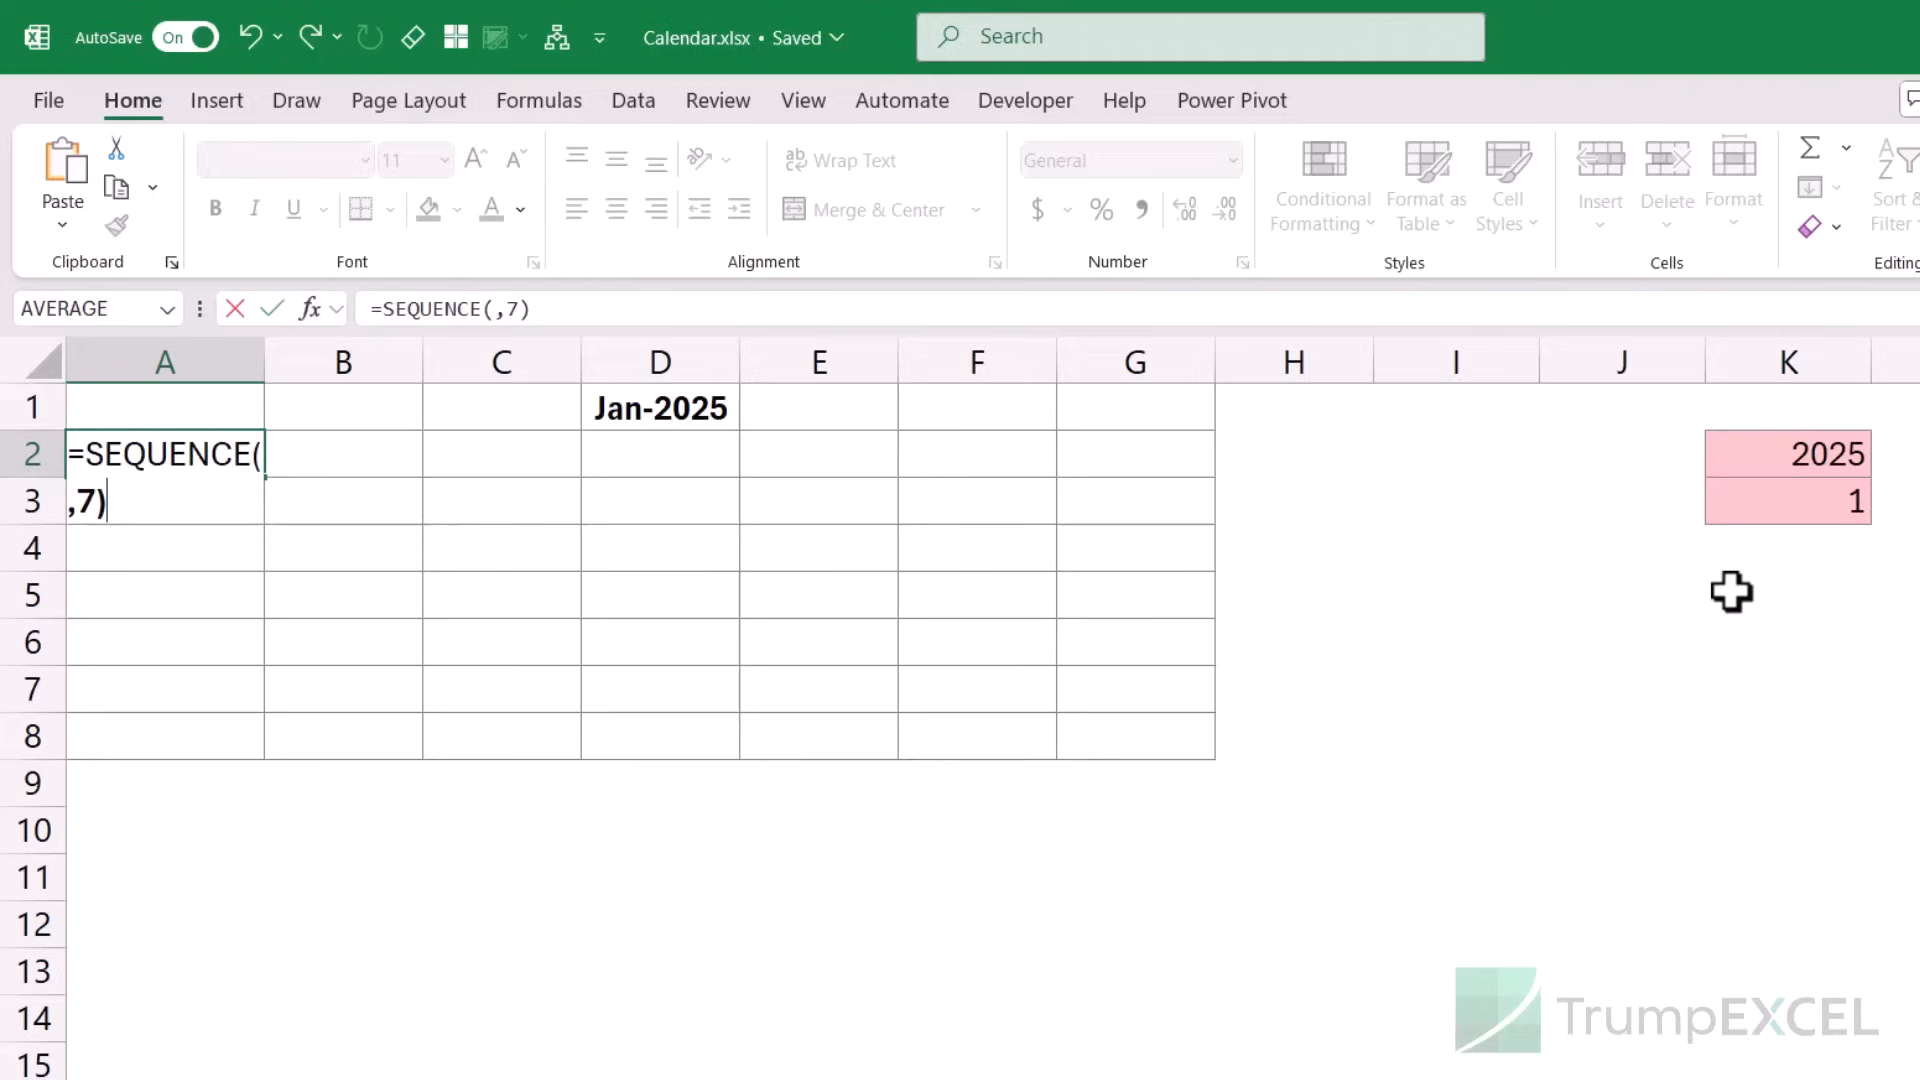 AutoSave On Calendar.xlsx • Saved Search
File Home Insert Draw Page Layout Formulas Data Review View Automate Developer Help Power Pivot
Paste 11 A A ab Wrap Text General $ % Conditional Formatting Format as Table Cell Styles Insert Delete Format Σ Sort & Filter
B I U A Merge & Center
Clipboard Font Alignment Number Styles Cells Editing
AVERAGE fx =SEQUENCE(,7)
A B C D E F G H I J K
1 Jan-2025
2 =SEQUENCE( 2025
3 ,7) 1
4
5
6
7
8
9
10
11
12
13
14
15
TrumpEXCEL